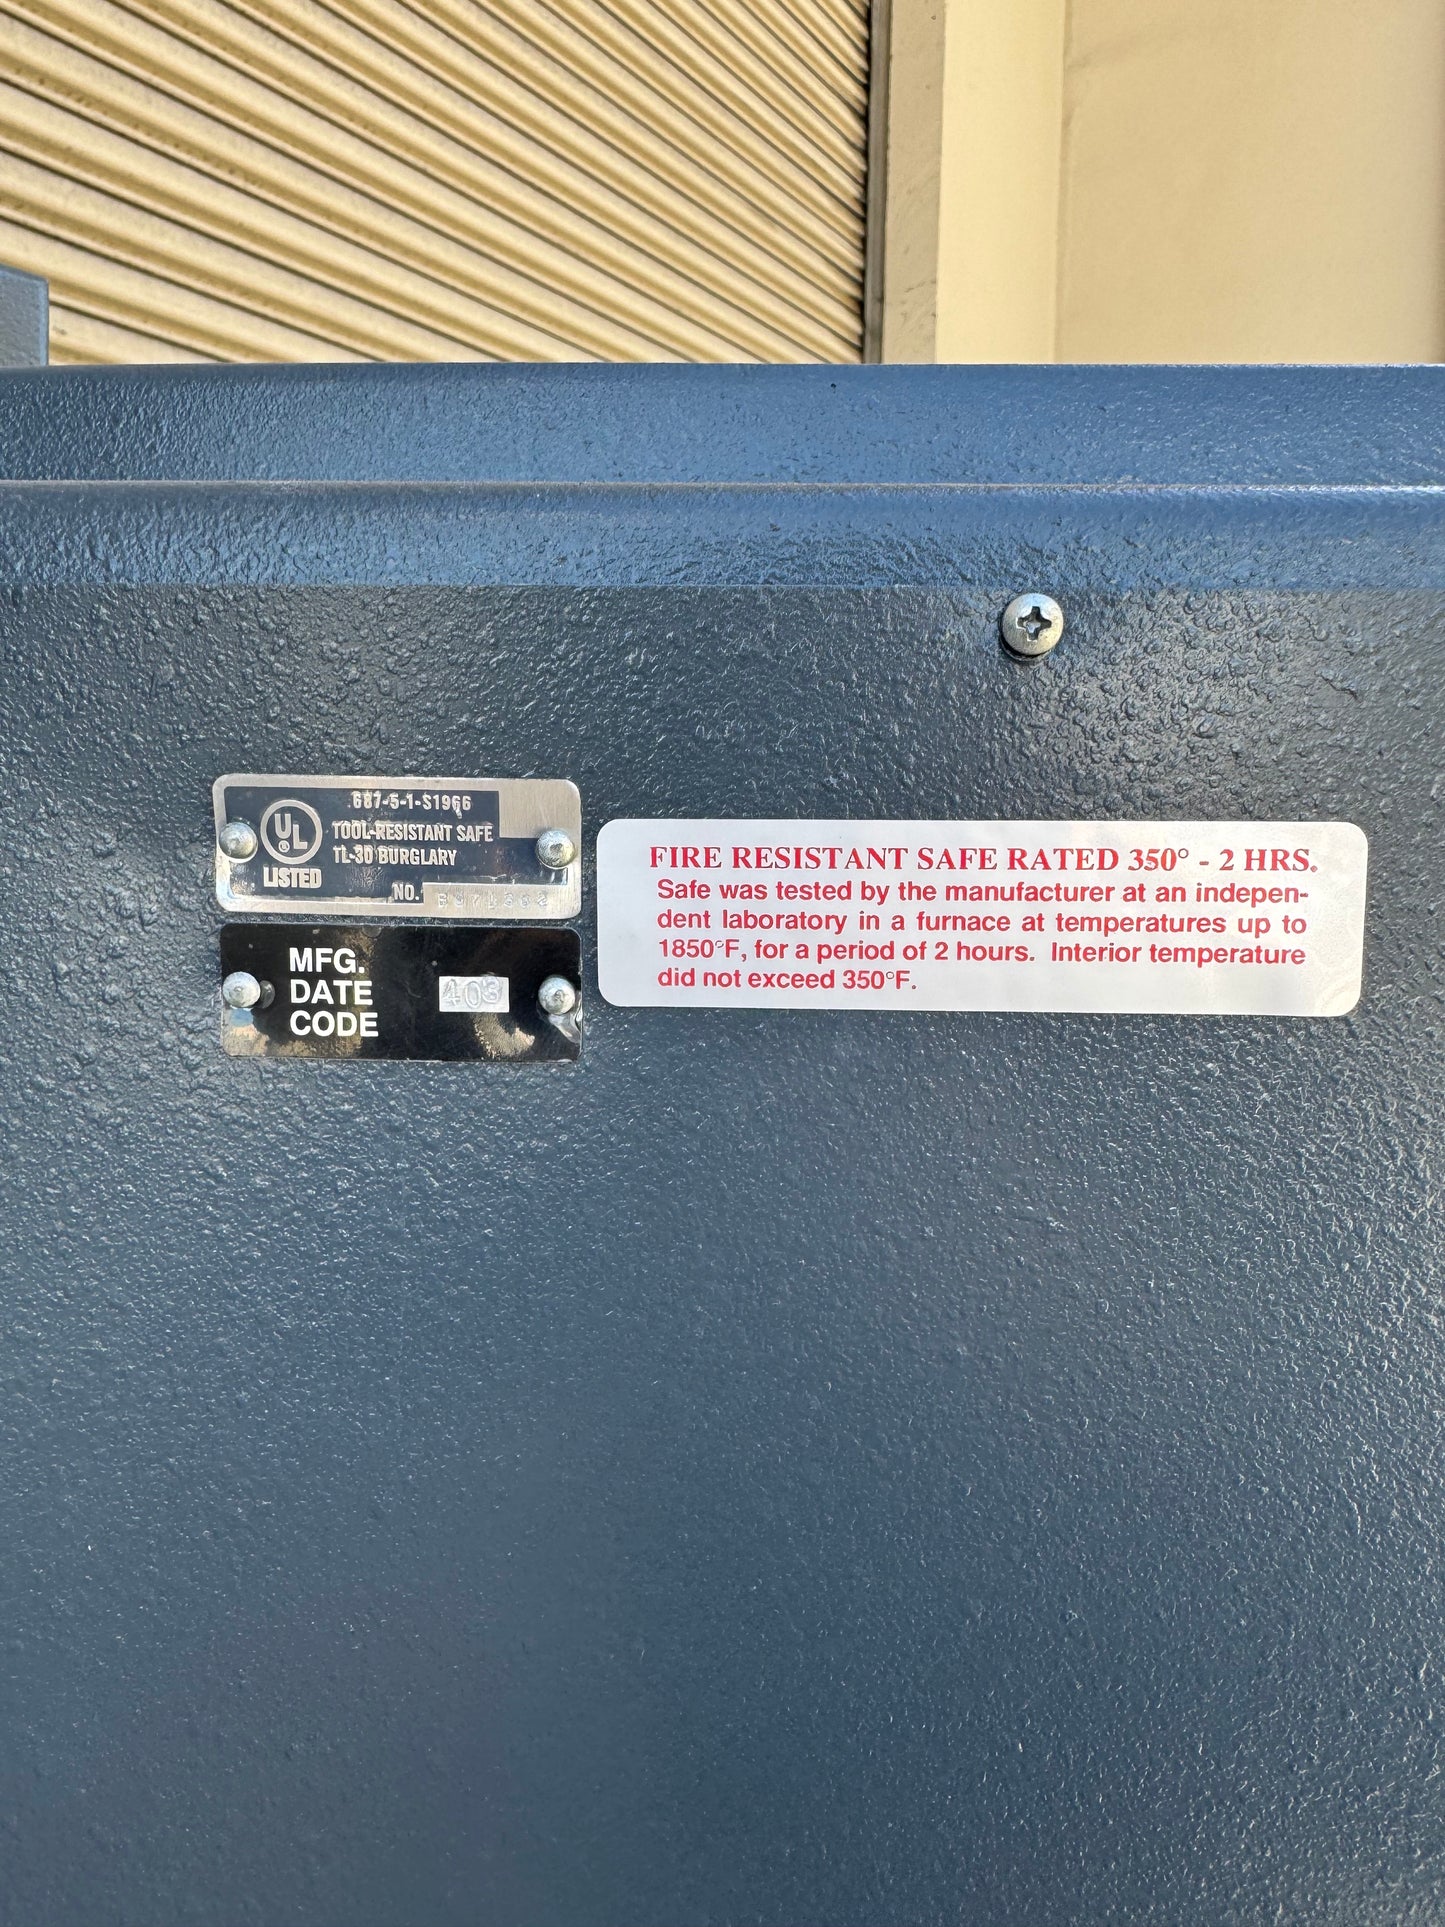 687-5-1-S1966
UL
®
TOOL-RESISTANT SAFE
TL-30 BURGLARY
LISTED
NO.
MFG.
DATE
CODE
403
FIRE RESISTANT SAFE RATED 350° - 2 HRS.
Safe was tested by the manufacturer at an indepen-
dent laboratory in a furnace at temperatures up to
1850°F, for a period of 2 hours. Interior temperature
did not exceed 350°F.